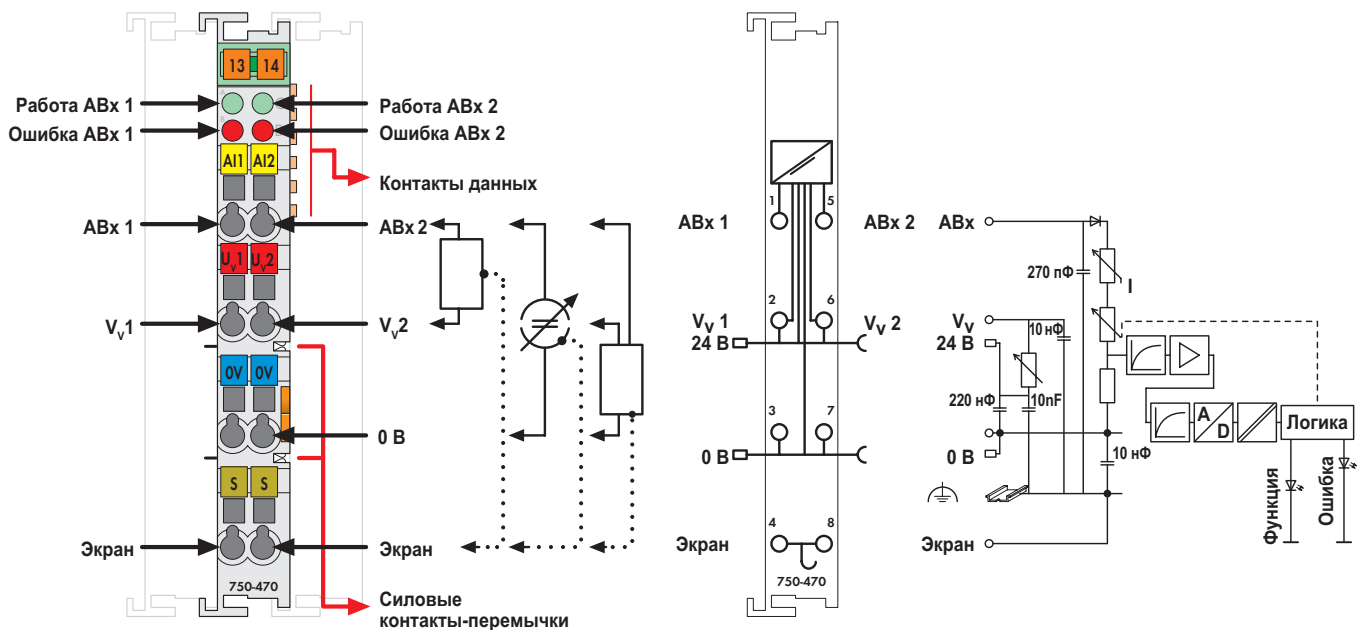 13 14
Работа АВх 1
Работа АВх 2
Ошибка АВх 1
Ошибка АВх 2
AI1 AI2
Контакты данных
АВх 1
АВх 2
Uv1 Uv2
Vv1
Vv2
0V 0V
0 В
S S
Экран
Экран
750-470
Силовые
контакты-перемычки
1 5
АВх 1
АВх 2
2 6
Vv 1
Vv 2
24 В
3 7
0 В
4 8
Экран
750-470
АВх
270 пФ
I
Vv
10 нФ
24 В
220 нФ
10nF
A
D
Логика
0 В
10 нФ
Функция
Ошибка
Экран